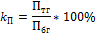 kП = Птг / Пбг * 100%